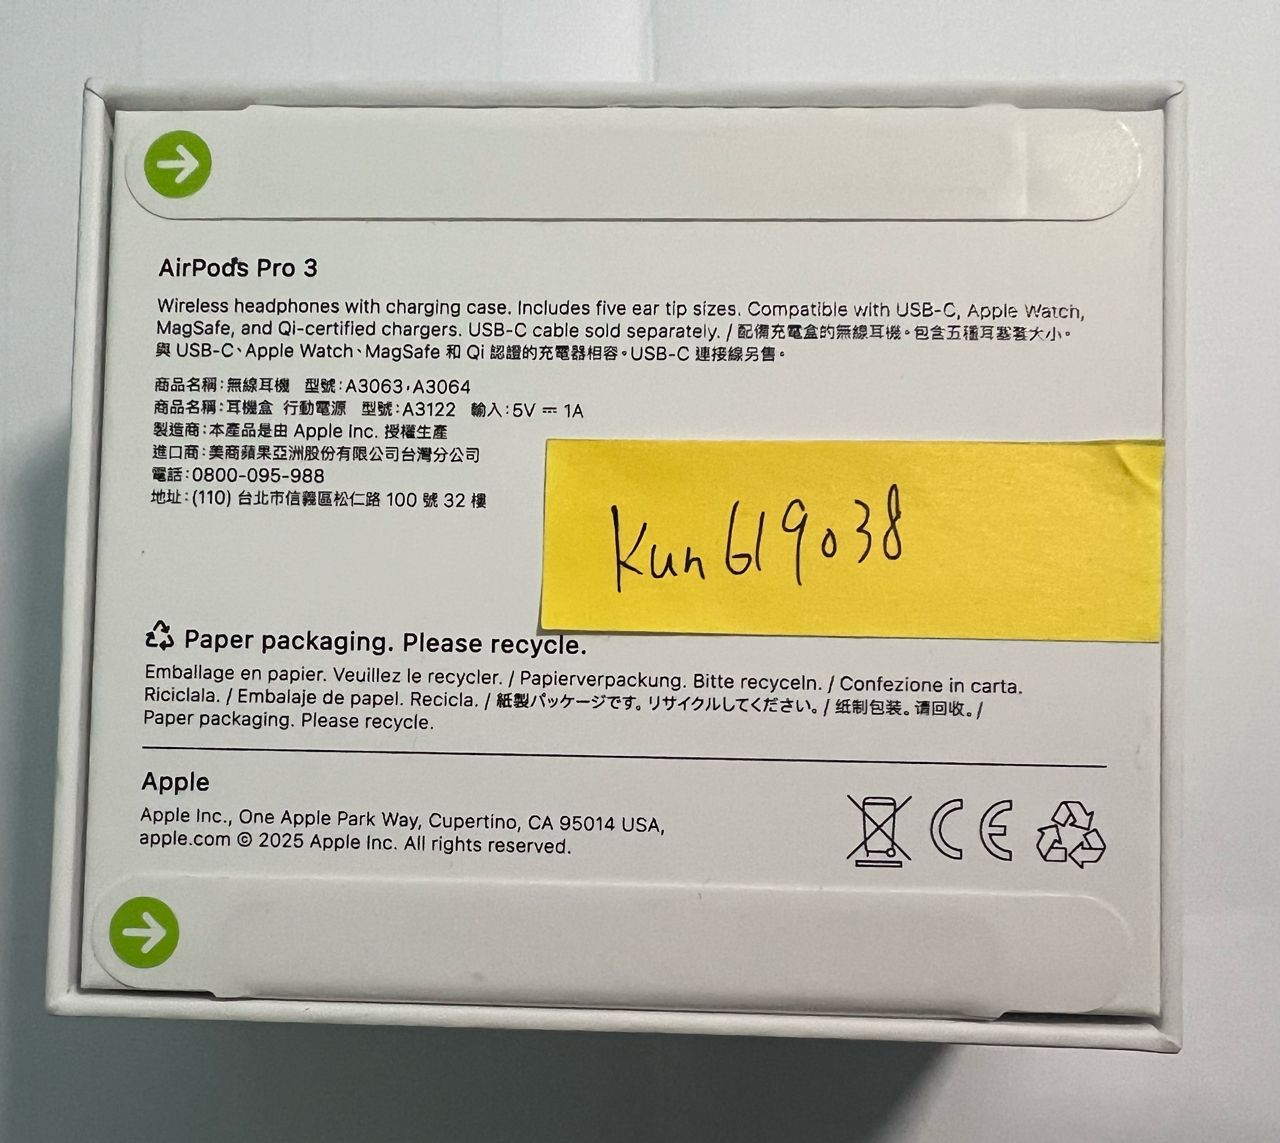 AirPods Pro 3
Wireless headphones with charging case. Includes five ear tip sizes. Compatible with USB-C, Apple Watch,
MagSafe, and Qi-certified chargers. USB-C cable sold separately. / 配備充電盒的無線耳機。包含五種耳塞套大小。
與 USB-C、Apple Watch、MagSafe 和 Qi 認證的充電器相容。USB-C 連接線另售。
商品名稱:無線耳機 型號:A3063,A3064
商品名稱:耳機盒 行動電源 型號:A3122 輸入:5V ⎓ 1A
製造商:本產品是由 Apple Inc. 授權生產
進口商:美商蘋果亞洲股份有限公司台灣分公司
電話:0800-095-988
地址:(110) 台北市信義區松仁路 100 號 32 樓
Kun619038
Paper packaging. Please recycle.
Emballage en papier. Veuillez le recycler. / Papierverpackung. Bitte recyceln. / Confezione in carta.
Riciclala. / Embalaje de papel. Recicla. / 紙製パッケージです。リサイクルしてください。/ 纸制包装。请回收。/
Paper packaging. Please recycle.
Apple
Apple Inc., One Apple Park Way, Cupertino, CA 95014 USA,
apple.com © 2025 Apple Inc. All rights reserved.
CE